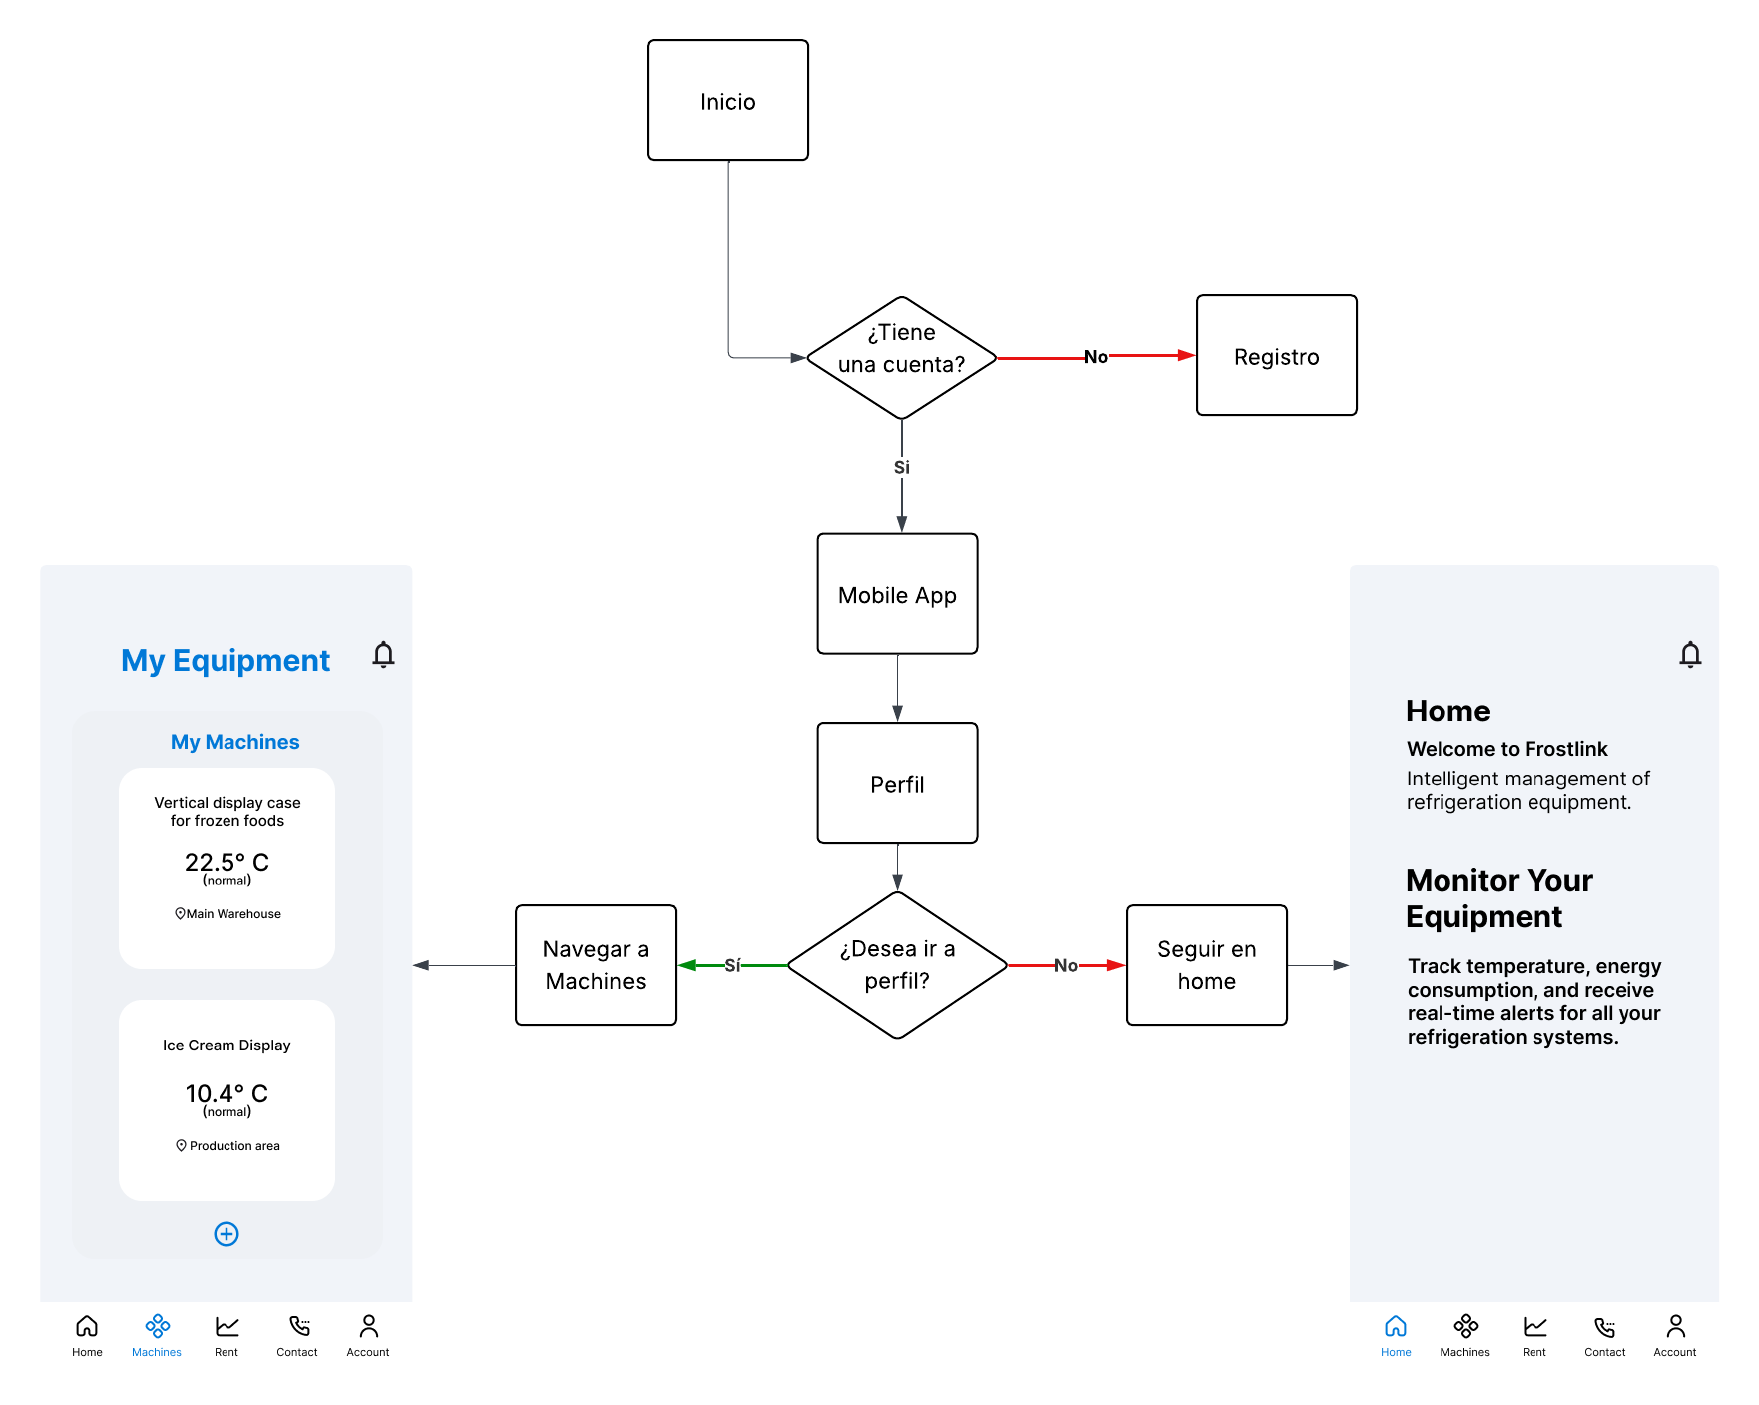 Inicio
¿Tiene
una cuenta?
No
Registro
Si
Mobile App
Perfil
¿Desea ir a
perfil?
Sí
No
Navegar a
Machines
Seguir en
home
My Equipment
My Machines
Vertical display case
for frozen foods
22.5° C
(normal)
Main Warehouse
Ice Cream Display
10.4° C
(normal)
Production area
Home
Machines
Rent
Contact
Account
Home
Welcome to Frostlink
Intelligent management of
refrigeration equipment.
Monitor Your
Equipment
Track temperature, energy
consumption, and receive
real-time alerts for all your
refrigeration systems.
Home
Machines
Rent
Contact
Account